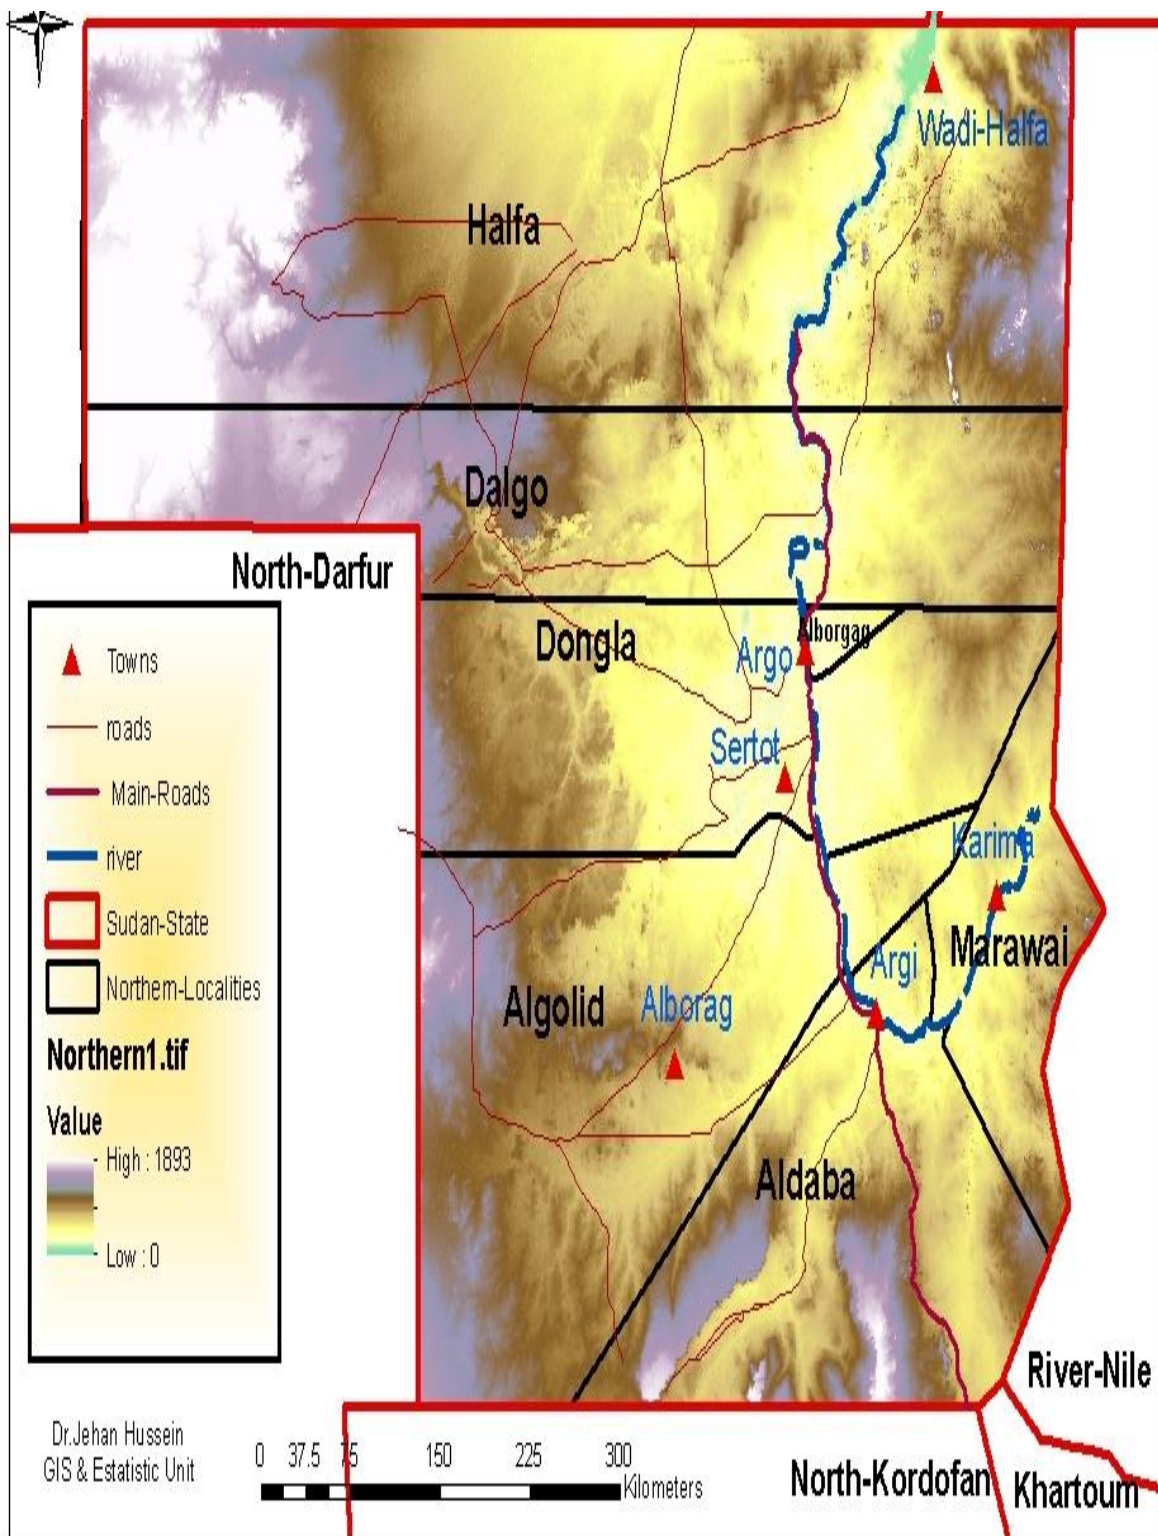 Wadi-Halfa
Halfa
Dalgo
North-Darfur
Dongla
Alborgag
Argo
Sertot
Karima
Marawai
Argi
Algolid
Alborag
Aldaba
Towns
roads
Main-Roads
river
Sudan-State
Northern-Localities
Northern1.tif
Value
High : 1893
Low : 0
River-Nile
Dr.Jehan Hussein
GIS & Estatistic Unit
0 37.5 75 150 225 300
Kilometers
North-Kordofan
Khartoum